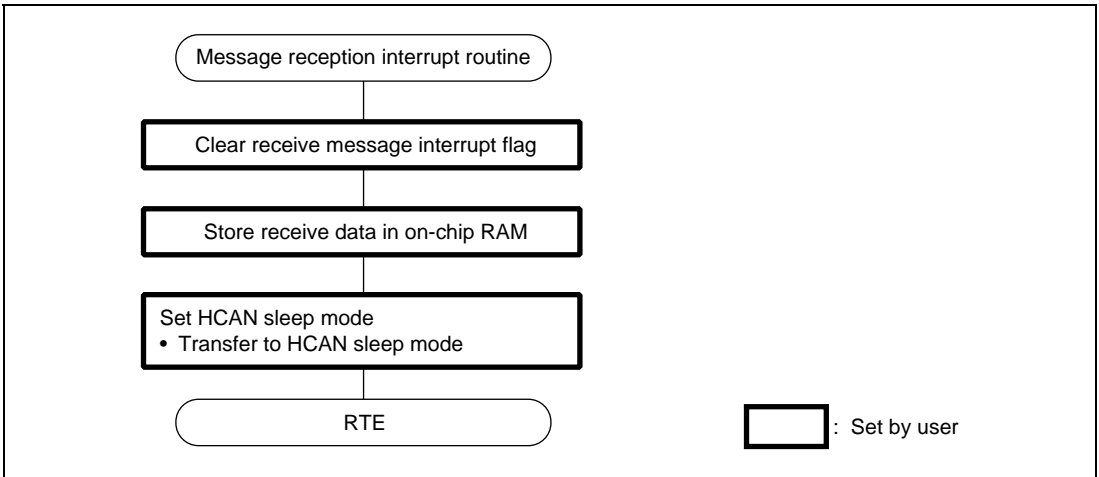 Message reception interrupt routine
Clear receive message interrupt flag
Store receive data in on-chip RAM
Set HCAN sleep mode
• Transfer to HCAN sleep mode
RTE
: Set by user